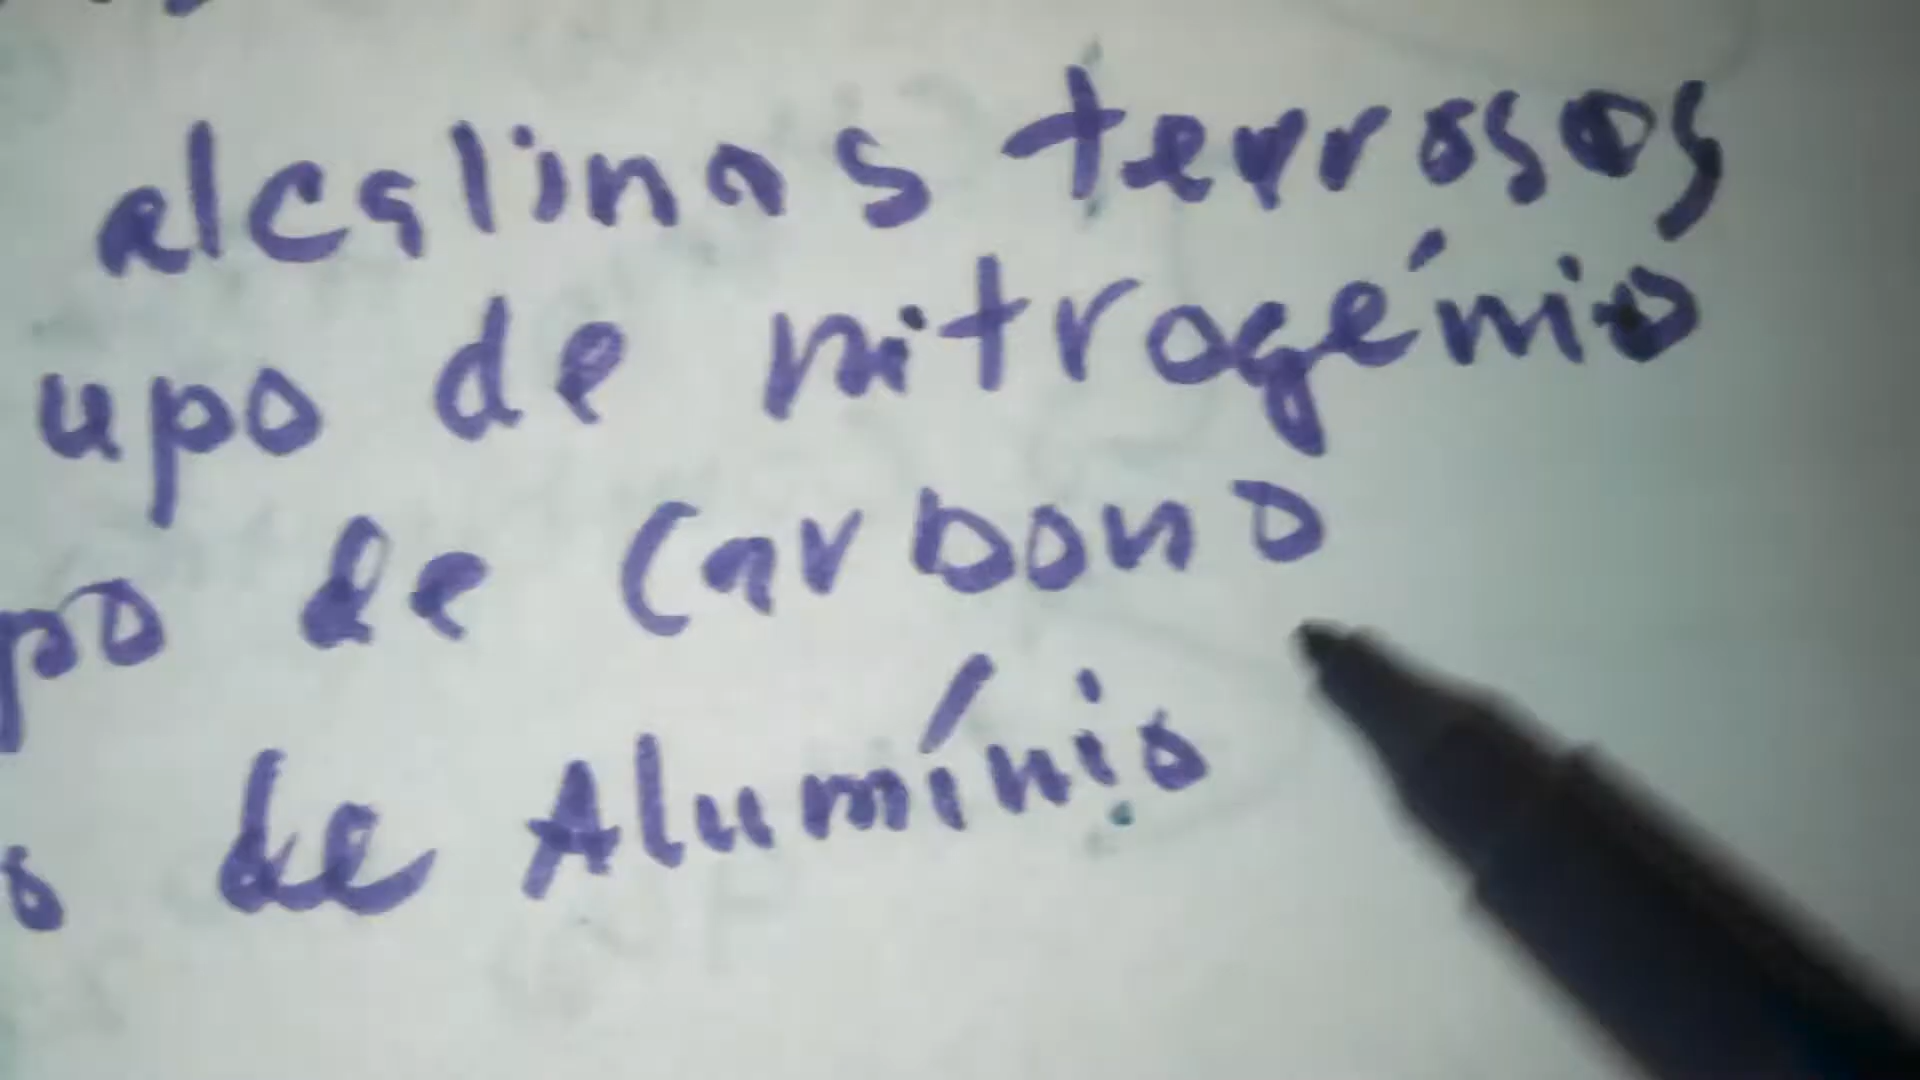 alcalinos terrosos
upo de nitrogénio
po de Carbono
o de Alumínio